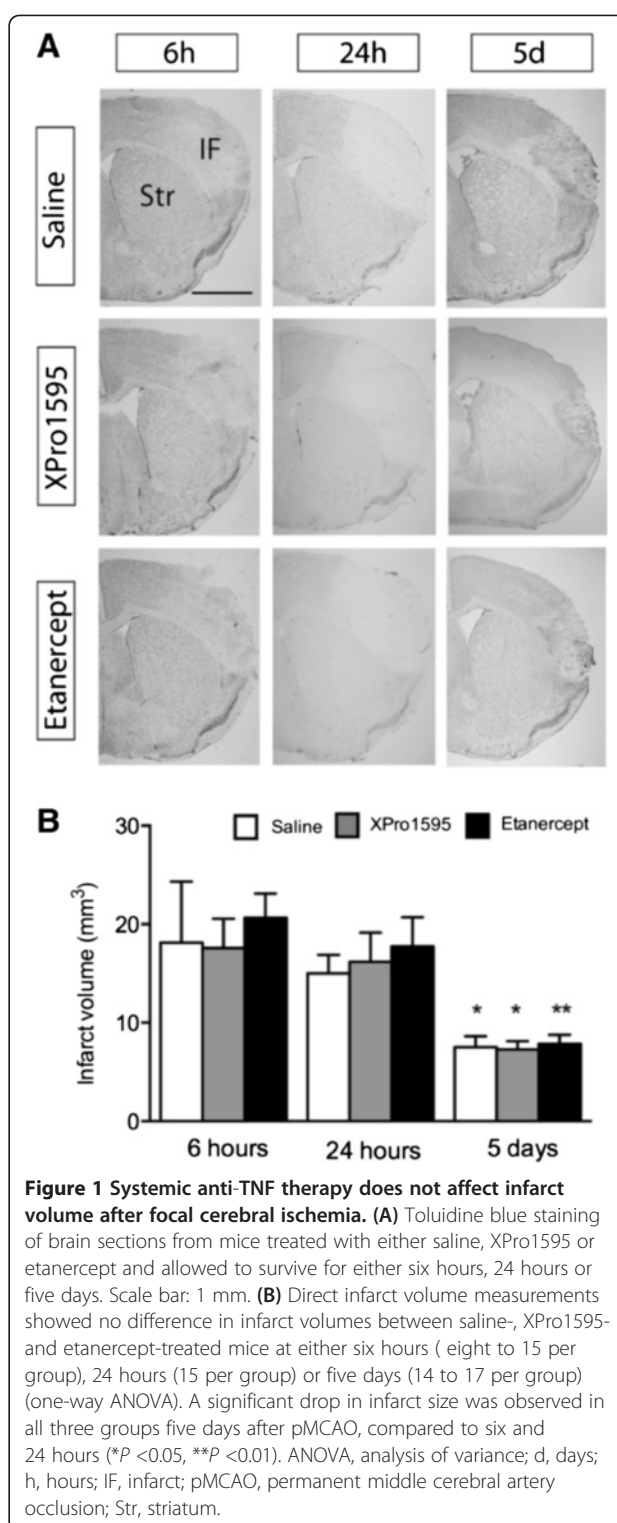 A
6h
24h
5d
Saline
IF
Str
XPro1595
Etanercept
B
30
Saline
XPro1595
Etanercept
Infarct volume (mm³)
20
10
0
* * **
6 hours
24 hours
5 days
Figure 1 Systemic anti-TNF therapy does not affect infarct
volume after focal cerebral ischemia. (A) Toluidine blue staining
of brain sections from mice treated with either saline, XPro1595 or
etanercept and allowed to survive for either six hours, 24 hours or
five days. Scale bar: 1 mm. (B) Direct infarct volume measurements
showed no difference in infarct volumes between saline-, XPro1595-
and etanercept-treated mice at either six hours ( eight to 15 per
group), 24 hours (15 per group) or five days (14 to 17 per group)
(one-way ANOVA). A significant drop in infarct size was observed in
all three groups five days after pMCAO, compared to six and
24 hours (*P <0.05, **P <0.01). ANOVA, analysis of variance; d, days;
h, hours; IF, infarct; pMCAO, permanent middle cerebral artery
occlusion; Str, striatum.